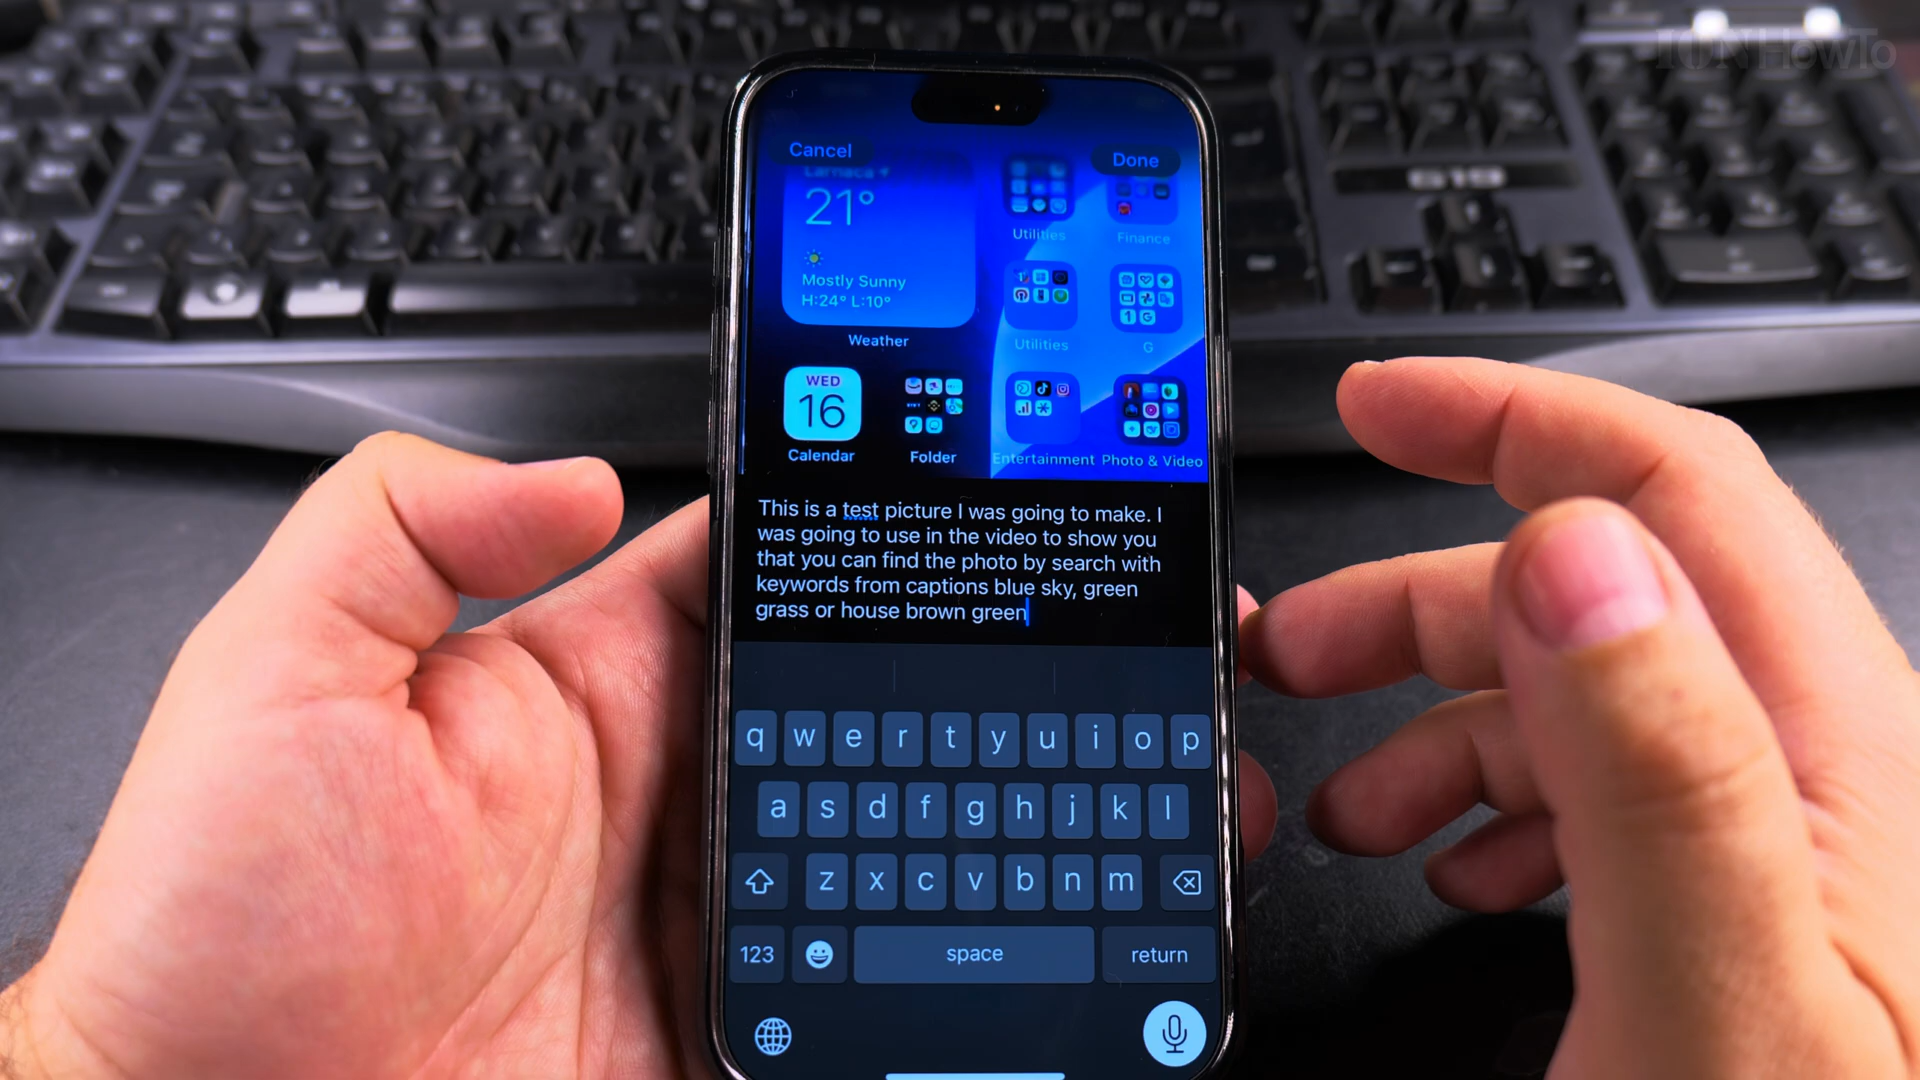 IUNHowTo
G19
Cancel
Done
Larnaca
21°
Mostly Sunny
H:24° L:10°
Weather
Utilities
Finance
Utilities
G
WED
16
Calendar
Folder
Entertainment
Photo & Video
This is a test picture I was going to make. I
was going to use in the video to show you
that you can find the photo by search with
keywords from captions blue sky, green
grass or house brown green
q w e r t y u i o p
a s d f g h j k l
z x c v b n m
123
space
return